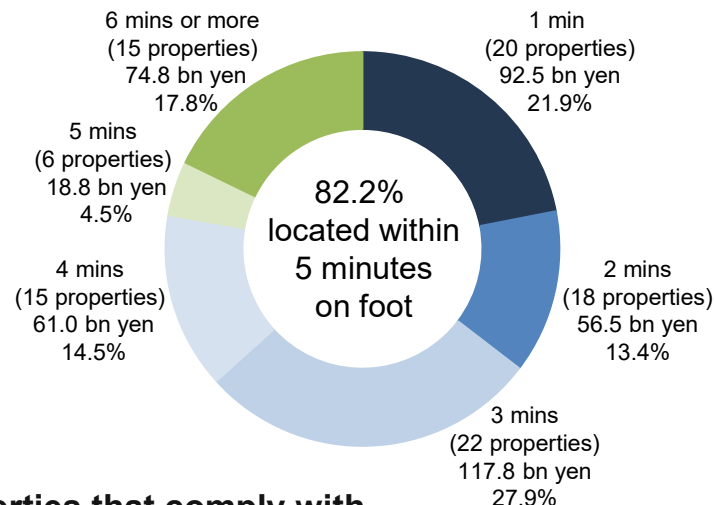 6 mins or more
(15 properties)
74.8 bn yen
17.8%
1 min
(20 properties)
92.5 bn yen
21.9%
5 mins
(6 properties)
18.8 bn yen
4.5%
82.2%
located within
5 minutes
on foot
4 mins
(15 properties)
61.0 bn yen
14.5%
2 mins
(18 properties)
56.5 bn yen
13.4%
3 mins
(22 properties)
117.8 bn yen
27.9%
that comply with